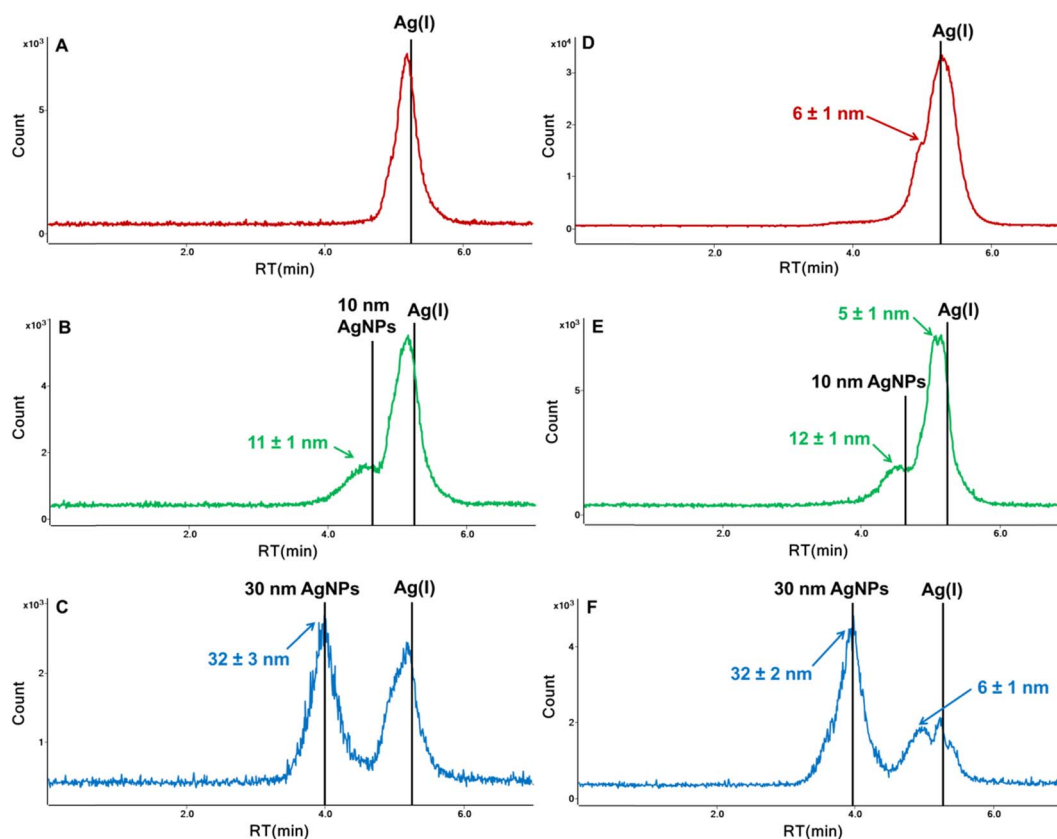 A
Ag(I)
x10³
5
0
Count
2.0
4.0
6.0
RT(min)
D
Ag(I)
x10⁴
3
2
1
0
Count
6 ± 1 nm
2.0
4.0
6.0
RT(min)
B
10 nm
AgNPs
Ag(I)
x10³
4
2
0
Count
11 ± 1 nm
2.0
4.0
6.0
RT(min)
E
5 ± 1 nm
Ag(I)
10 nm AgNPs
x10³
5
0
Count
12 ± 1 nm
2.0
4.0
6.0
RT(min)
C
30 nm AgNPs
Ag(I)
x10³
2
1
Count
32 ± 3 nm
2.0
4.0
6.0
RT(min)
F
30 nm AgNPs
Ag(I)
x10³
4
2
0
Count
32 ± 2 nm
6 ± 1 nm
2.0
4.0
6.0
RT(min)